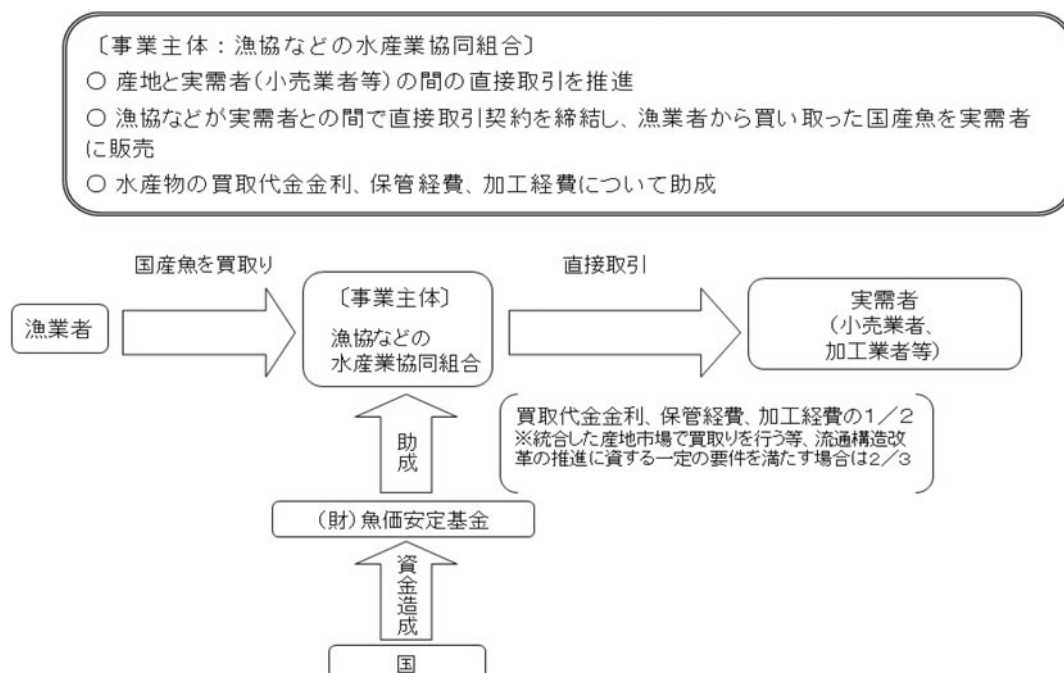 〔事業主体：漁協などの水産業協同組合〕
○ 産地と実需者(小売業者等)の間の直接取引を推進
○ 漁協などが実需者との間で直接取引契約を締結し、漁業者から買い取った国産魚を実需者
に販売
○ 水産物の買取代金金利、保管経費、加工経費について助成
国産魚を買取り
直接取引
漁業者
〔事業主体〕
漁協などの
水産業協同組合
実需者
(小売業者、
加工業者等)
買取代金金利、保管経費、加工経費の１／２
※統合した産地市場で買取りを行う等、流通構造改
革の推進に資する一定の要件を満たす場合は２／３
助成
(財)魚価安定基金
資金造成
国